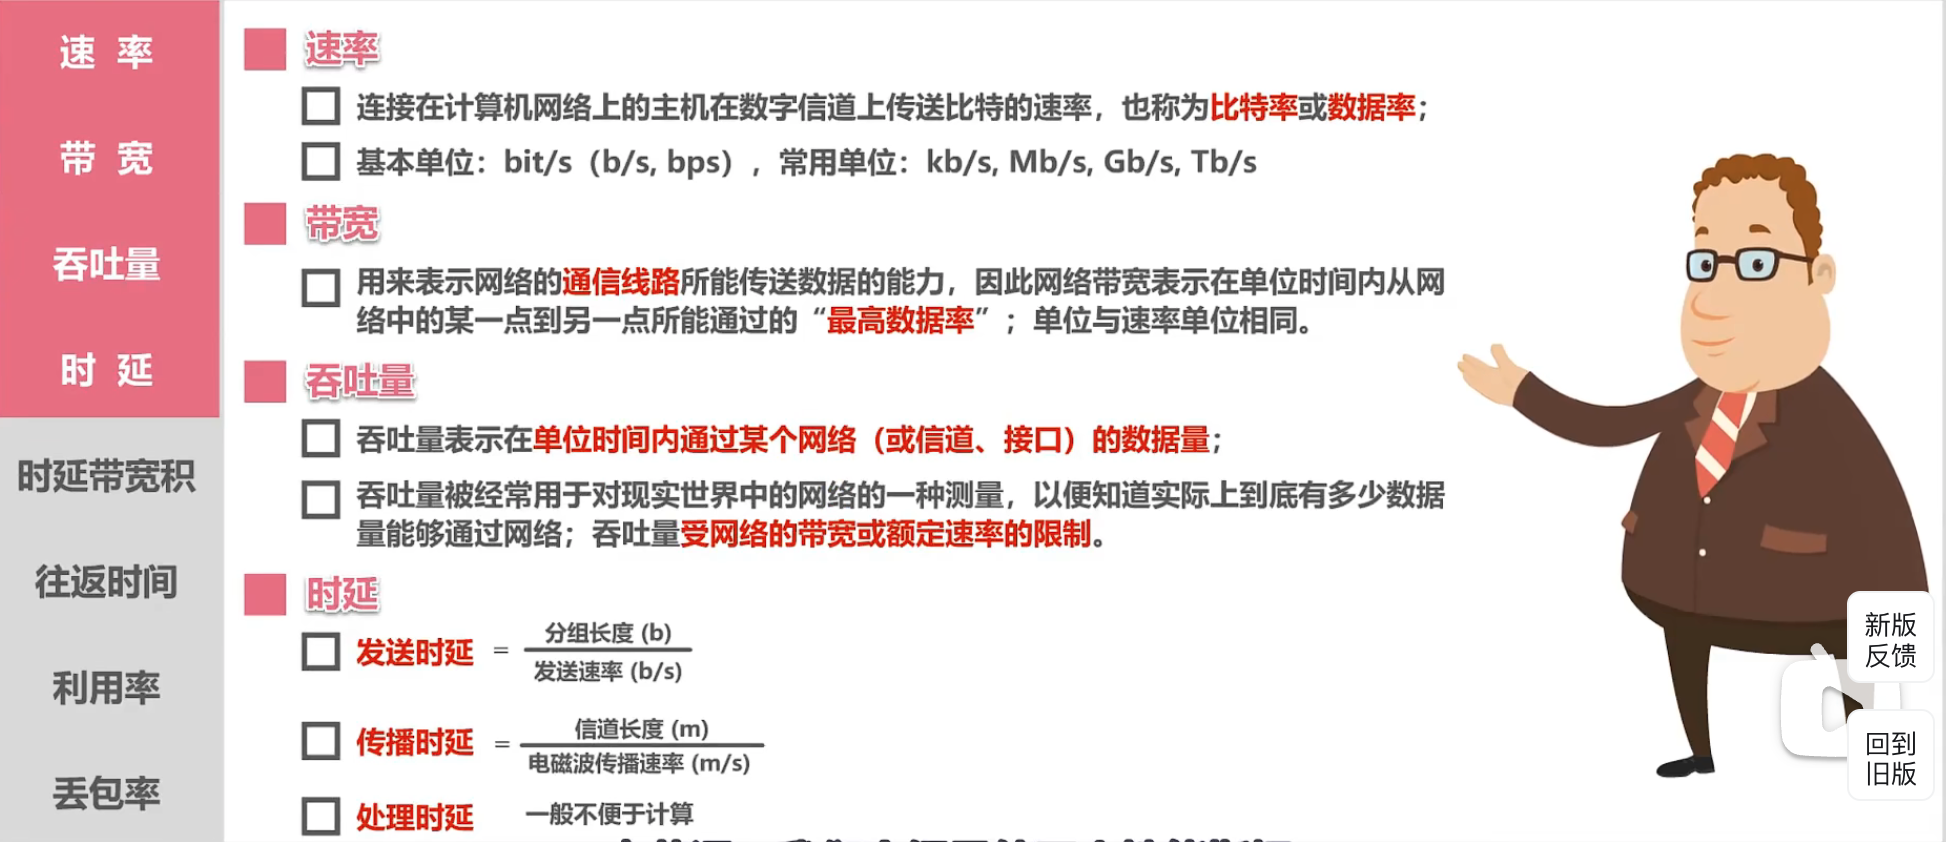 速 率
带 宽
吞吐量
时 延
时延带宽积
往返时间
利用率
丢包率
速率
连接在计算机网络上的主机在数字信道上传送比特的速率，也称为比特率或数据率；
基本单位：bit/s（b/s, bps），常用单位：kb/s, Mb/s, Gb/s, Tb/s
带宽
用来表示网络的通信线路所能传送数据的能力，因此网络带宽表示在单位时间内从网
络中的某一点到另一点所能通过的“最高数据率”；单位与速率单位相同。
吞吐量
吞吐量表示在单位时间内通过某个网络（或信道、接口）的数据量；
吞吐量被经常用于对现实世界中的网络的一种测量，以便知道实际上到底有多少数据
量能够通过网络；吞吐量受网络的带宽或额定速率的限制。
时延
发送时延 = 分组长度 (b)
发送速率 (b/s)
传播时延 = 信道长度 (m)
电磁波传播速率 (m/s)
处理时延 一般不便于计算
新版
反馈
回到
旧版